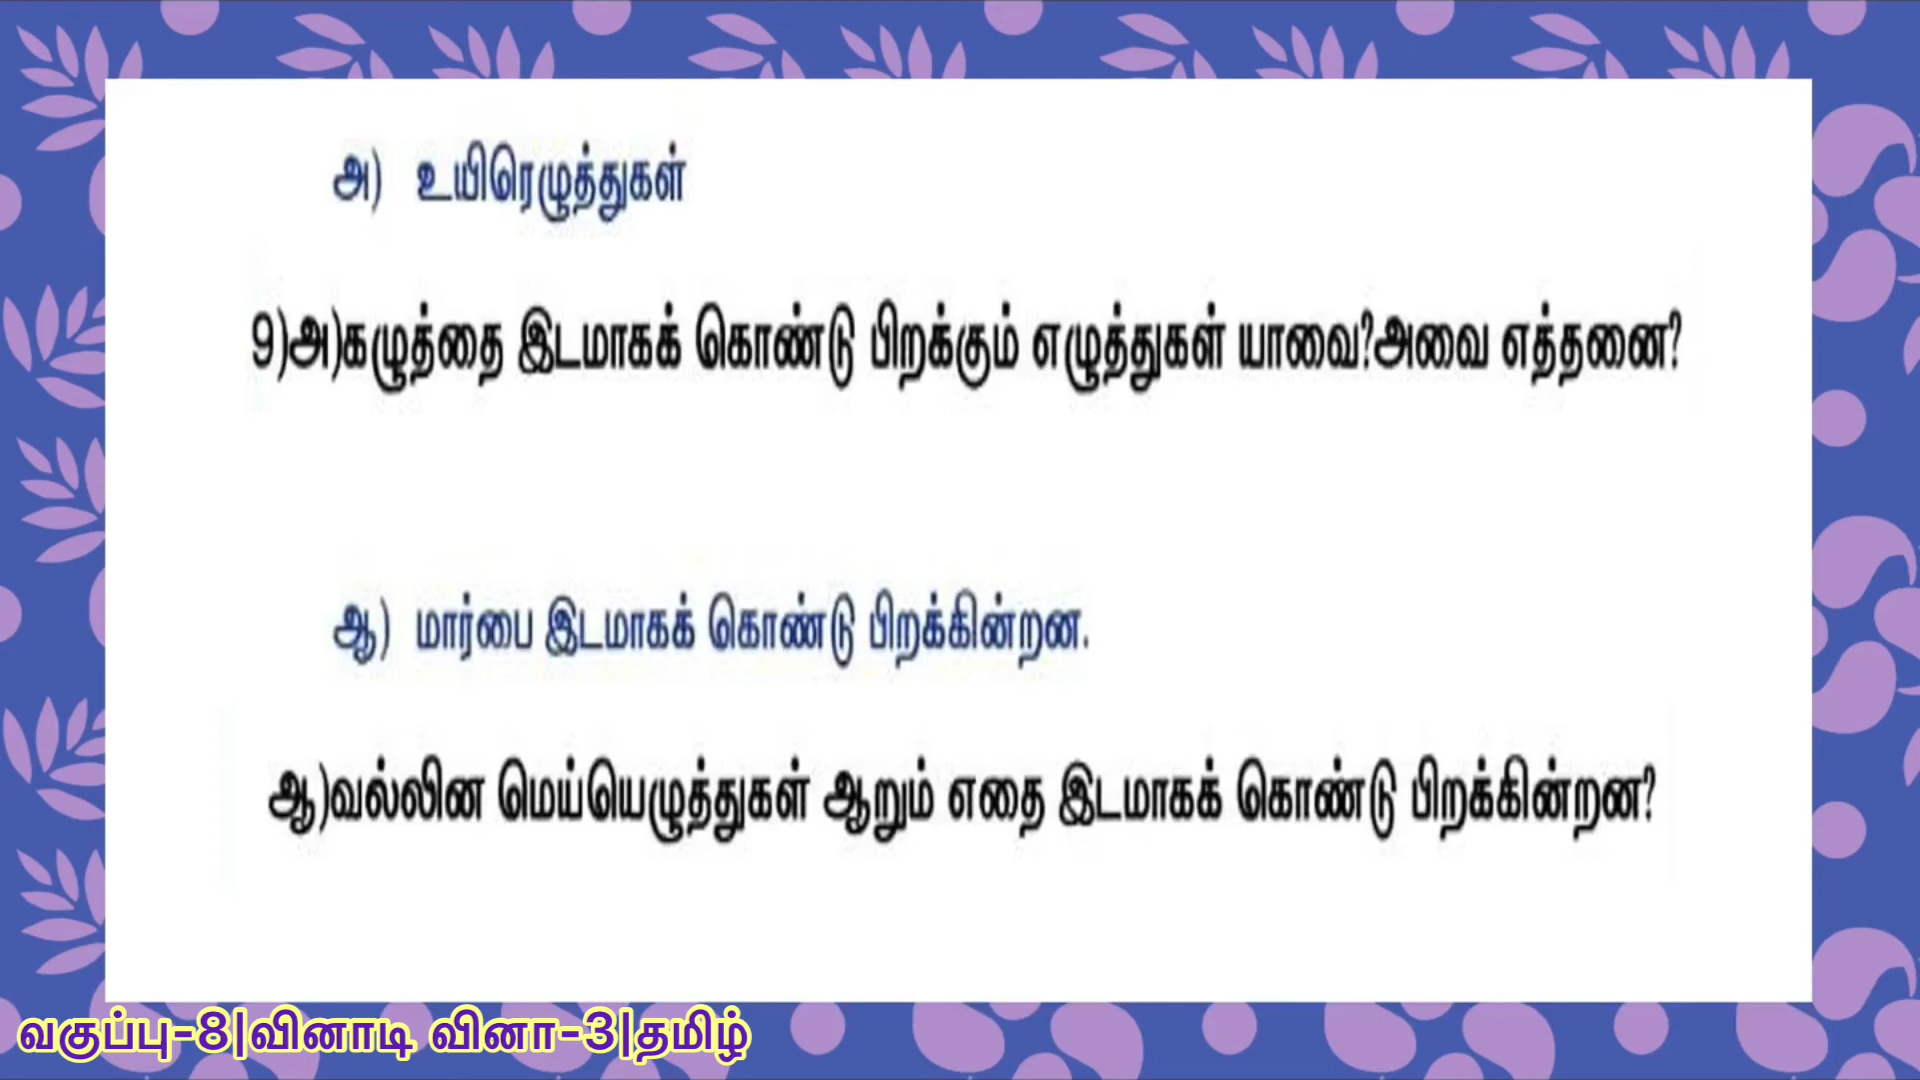 அ) உயிரெழுத்துகள்
9)அ)கழுத்தை இடமாகக் கொண்டு பிறக்கும் எழுத்துகள் யாவை?அவை எத்தனை?
ஆ) மார்பை இடமாகக் கொண்டு பிறக்கின்றன.
ஆ)வல்லின மெய்யெழுத்துகள் ஆறும் எதை இடமாகக் கொண்டு பிறக்கின்றன?
வகுப்பு-8|வினாடி வினா-3|தமிழ்